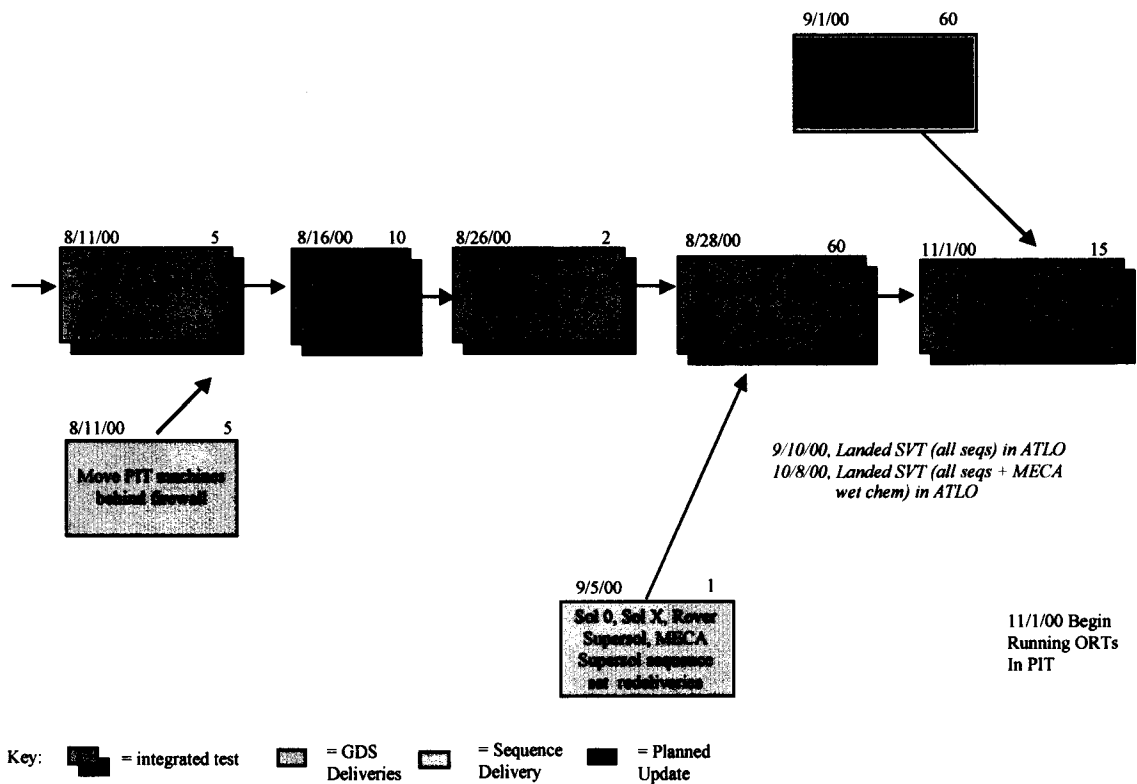 9/1/00 60
8/11/00 5
8/16/00 10
8/26/00 2
8/28/00 60
11/1/00 15
8/11/00 5
Move PIT machines
behind firewall
9/10/00, Landed SVT (all seqs) in ATLO
10/8/00, Landed SVT (all seqs + MECA
wet chem) in ATLO
9/5/00 1
Sol 0, Sol X, Rover
Supersol, MECA
Supersol sequence
set redeliveries
11/1/00 Begin
Running ORTs
In PIT
Key: = integrated test = GDS
Deliveries = Sequence
Delivery = Planned
Update